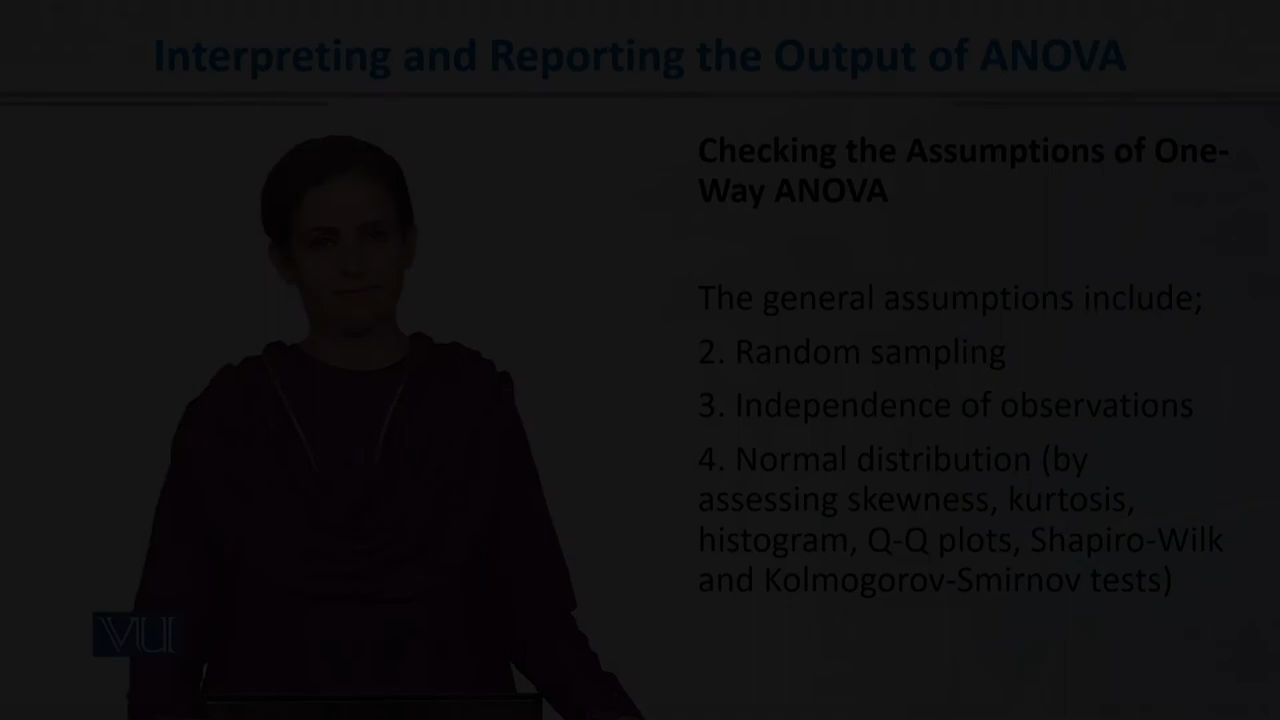 Interpreting and Reporting the Output of ANOVA
Checking the Assumptions of One-
Way ANOVA
The general assumptions include;
2. Random sampling
3. Independence of observations
4. Normal distribution (by
assessing skewness, kurtosis,
histogram, Q-Q plots, Shapiro-Wilk
and Kolmogorov-Smirnov tests)
VU